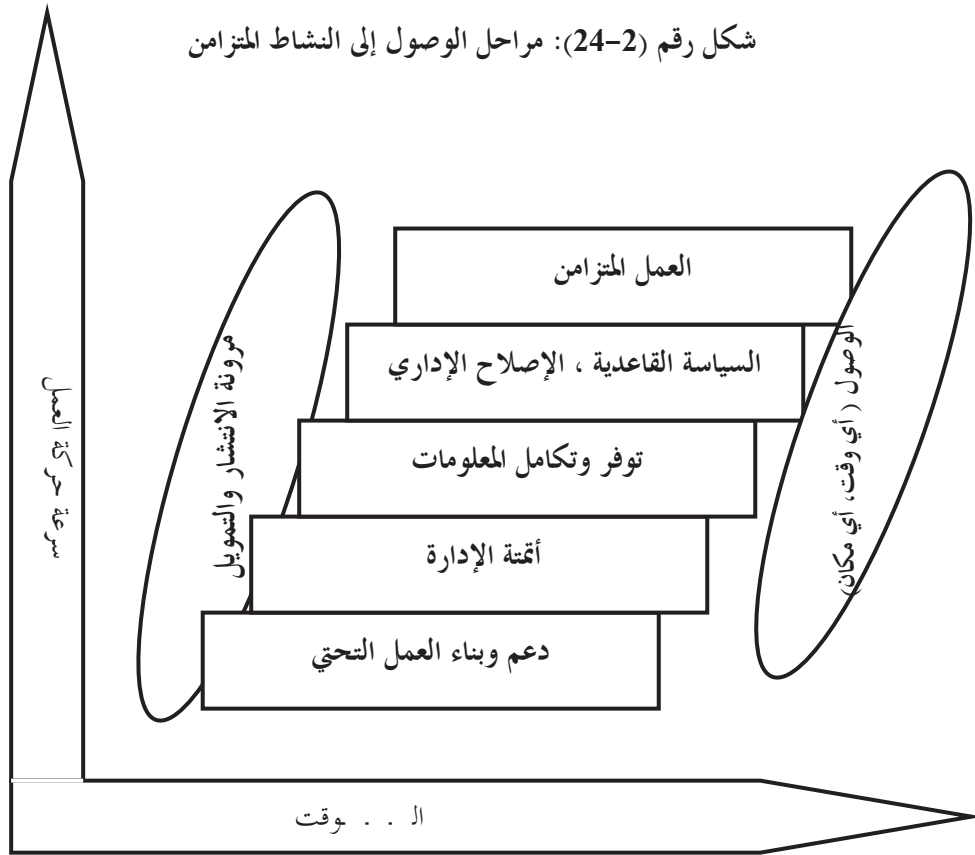 شكل رقم (2-24): مراحل الوصول إلى النشاط المتزامن
العمل المتزامن
السياسة القاعدية ، الإصلاح الإداري
توفر وتكامل المعلومات
أتمتة الإدارة
دعم وبناء العمل التحتي
الوصول ( أي وقت، أي مكان)
مرونة الانتشار والتمويل
سرعة حركة العمل
الـ . . . ـوقت